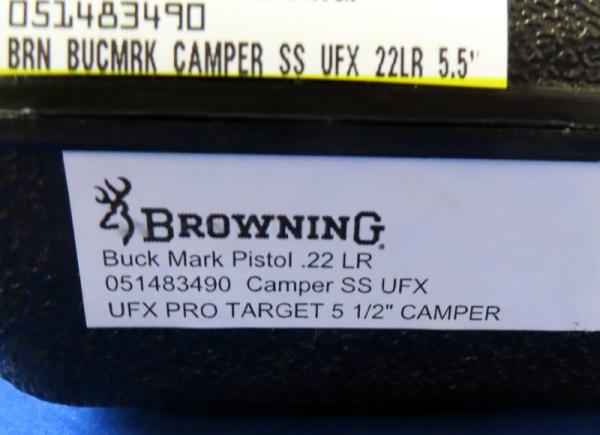 051483490
BRN BUCMRK CAMPER SS UFX 22LR 5.5"
BROWNING
Buck Mark Pistol .22 LR
051483490 Camper SS UFX
UFX PRO TARGET 5 1/2" CAMPER